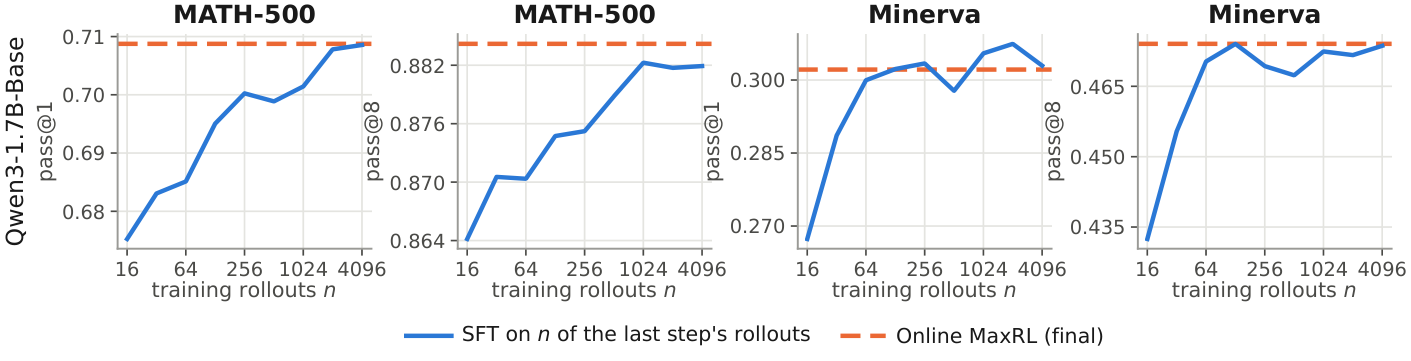 MATH-500
MATH-500
Minerva
Minerva
Qwen3-1.7B-Base
pass@1
0.71
0.70
0.69
0.68
16 64 256 1024 4096
training rollouts n
pass@8
0.882
0.876
0.870
0.864
16 64 256 1024 4096
training rollouts n
pass@1
0.300
0.285
0.270
16 64 256 1024 4096
training rollouts n
pass@8
0.465
0.450
0.435
16 64 256 1024 4096
training rollouts n
SFT on n of the last step's rollouts
Online MaxRL (final)